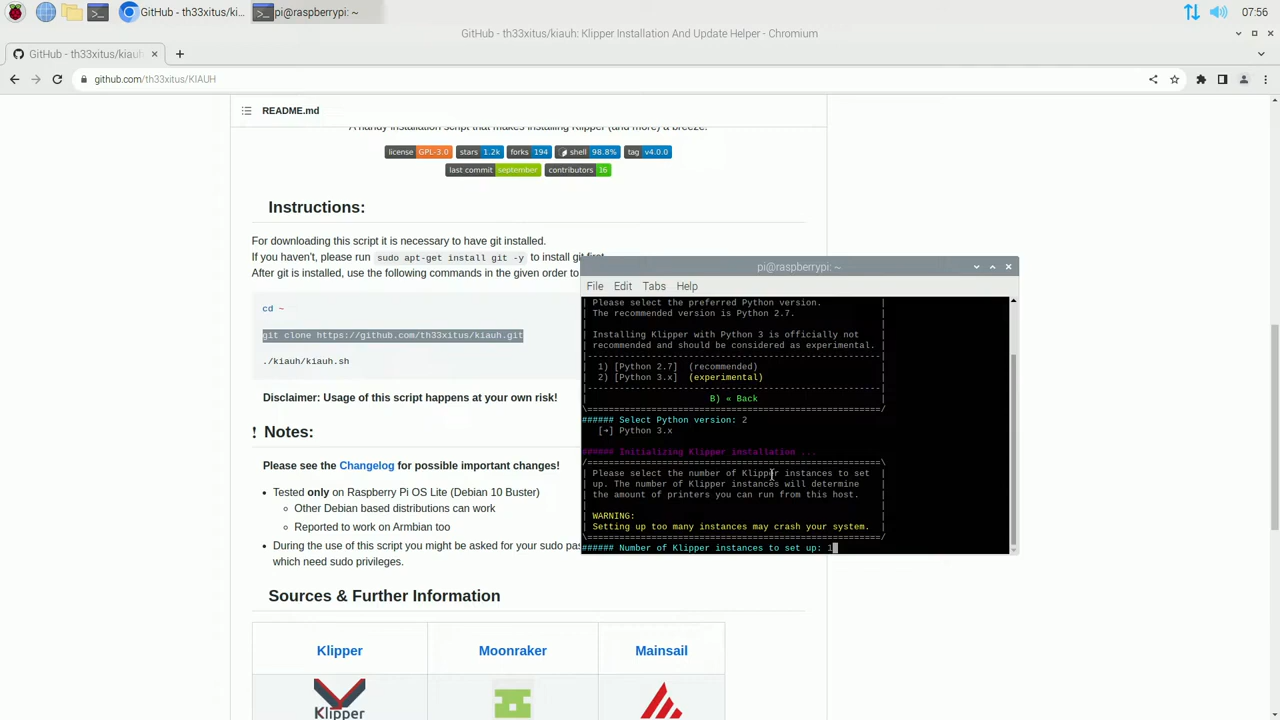 GitHub - th33xitus/ki...
pi@raspberrypi: ~
07:56
GitHub - th33xitus/kiauh: Klipper Installation And Update Helper - Chromium
GitHub - th33xitus/kiauh
github.com/th33xitus/KIAUH
README.md
A handy installation script that makes installing Klipper (and more) a breeze!
license GPL-3.0 stars 1.2k forks 194 shell 98.8% tag v4.0.0
last commit september contributors 16
Instructions:
For downloading this script it is necessary to have git installed.
If you haven't, please run sudo apt-get install git -y to install git first.
After git is installed, use the following commands in the given order to
cd ~
git clone https://github.com/th33xitus/kiauh.git
./kiauh/kiauh.sh
Disclaimer: Usage of this script happens at your own risk!
! Notes:
Please see the Changelog for possible important changes!
• Tested only on Raspberry Pi OS Lite (Debian 10 Buster)
◦ Other Debian based distributions can work
◦ Reported to work on Armbian too
• During the use of this script you might be asked for your sudo pas
which need sudo privileges.
Sources & Further Information
Klipper Moonraker Mainsail
Klipper
pi@raspberrypi: ~
File Edit Tabs Help
| Please select the preferred Python version. |
| The recommended version is Python 2.7. |
| |
| Installing Klipper with Python 3 is officially not |
| recommended and should be considered as experimental. |
|-------------------------------------------------------|
| 1) [Python 2.7] (recommended) |
| 2) [Python 3.x] (experimental) |
|-------------------------------------------------------|
| B) « Back |
\=======================================================/
###### Select Python version: 2
[➔] Python 3.x
###### Initializing Klipper installation ...
/=======================================================\
| Please select the number of Klipper instances to set |
| up. The number of Klipper instances will determine |
| the amount of printers you can run from this host. |
| |
| WARNING: |
| Setting up too many instances may crash your system. |
\=======================================================/
###### Number of Klipper instances to set up: 1